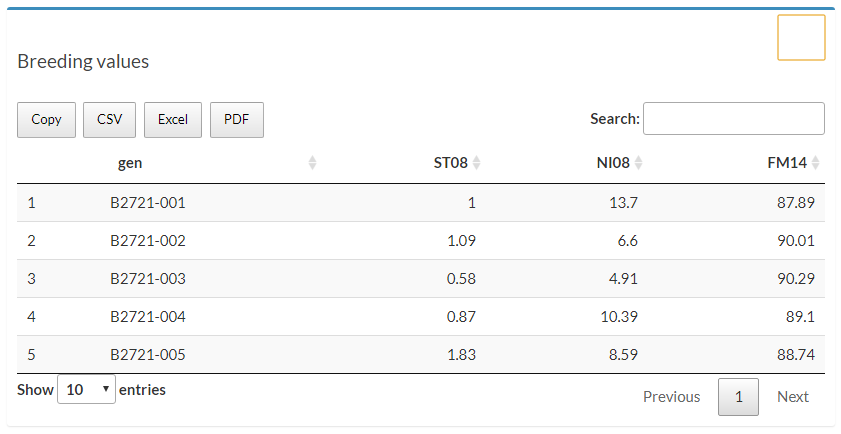 Breeding values
Copy CSV Excel PDF Search:
gen ST08 NI08 FM14
1 B2721-001 1 13.7 87.89
2 B2721-002 1.09 6.6 90.01
3 B2721-003 0.58 4.91 90.29
4 B2721-004 0.87 10.39 89.1
5 B2721-005 1.83 8.59 88.74
Show 10 entries Previous 1 Next